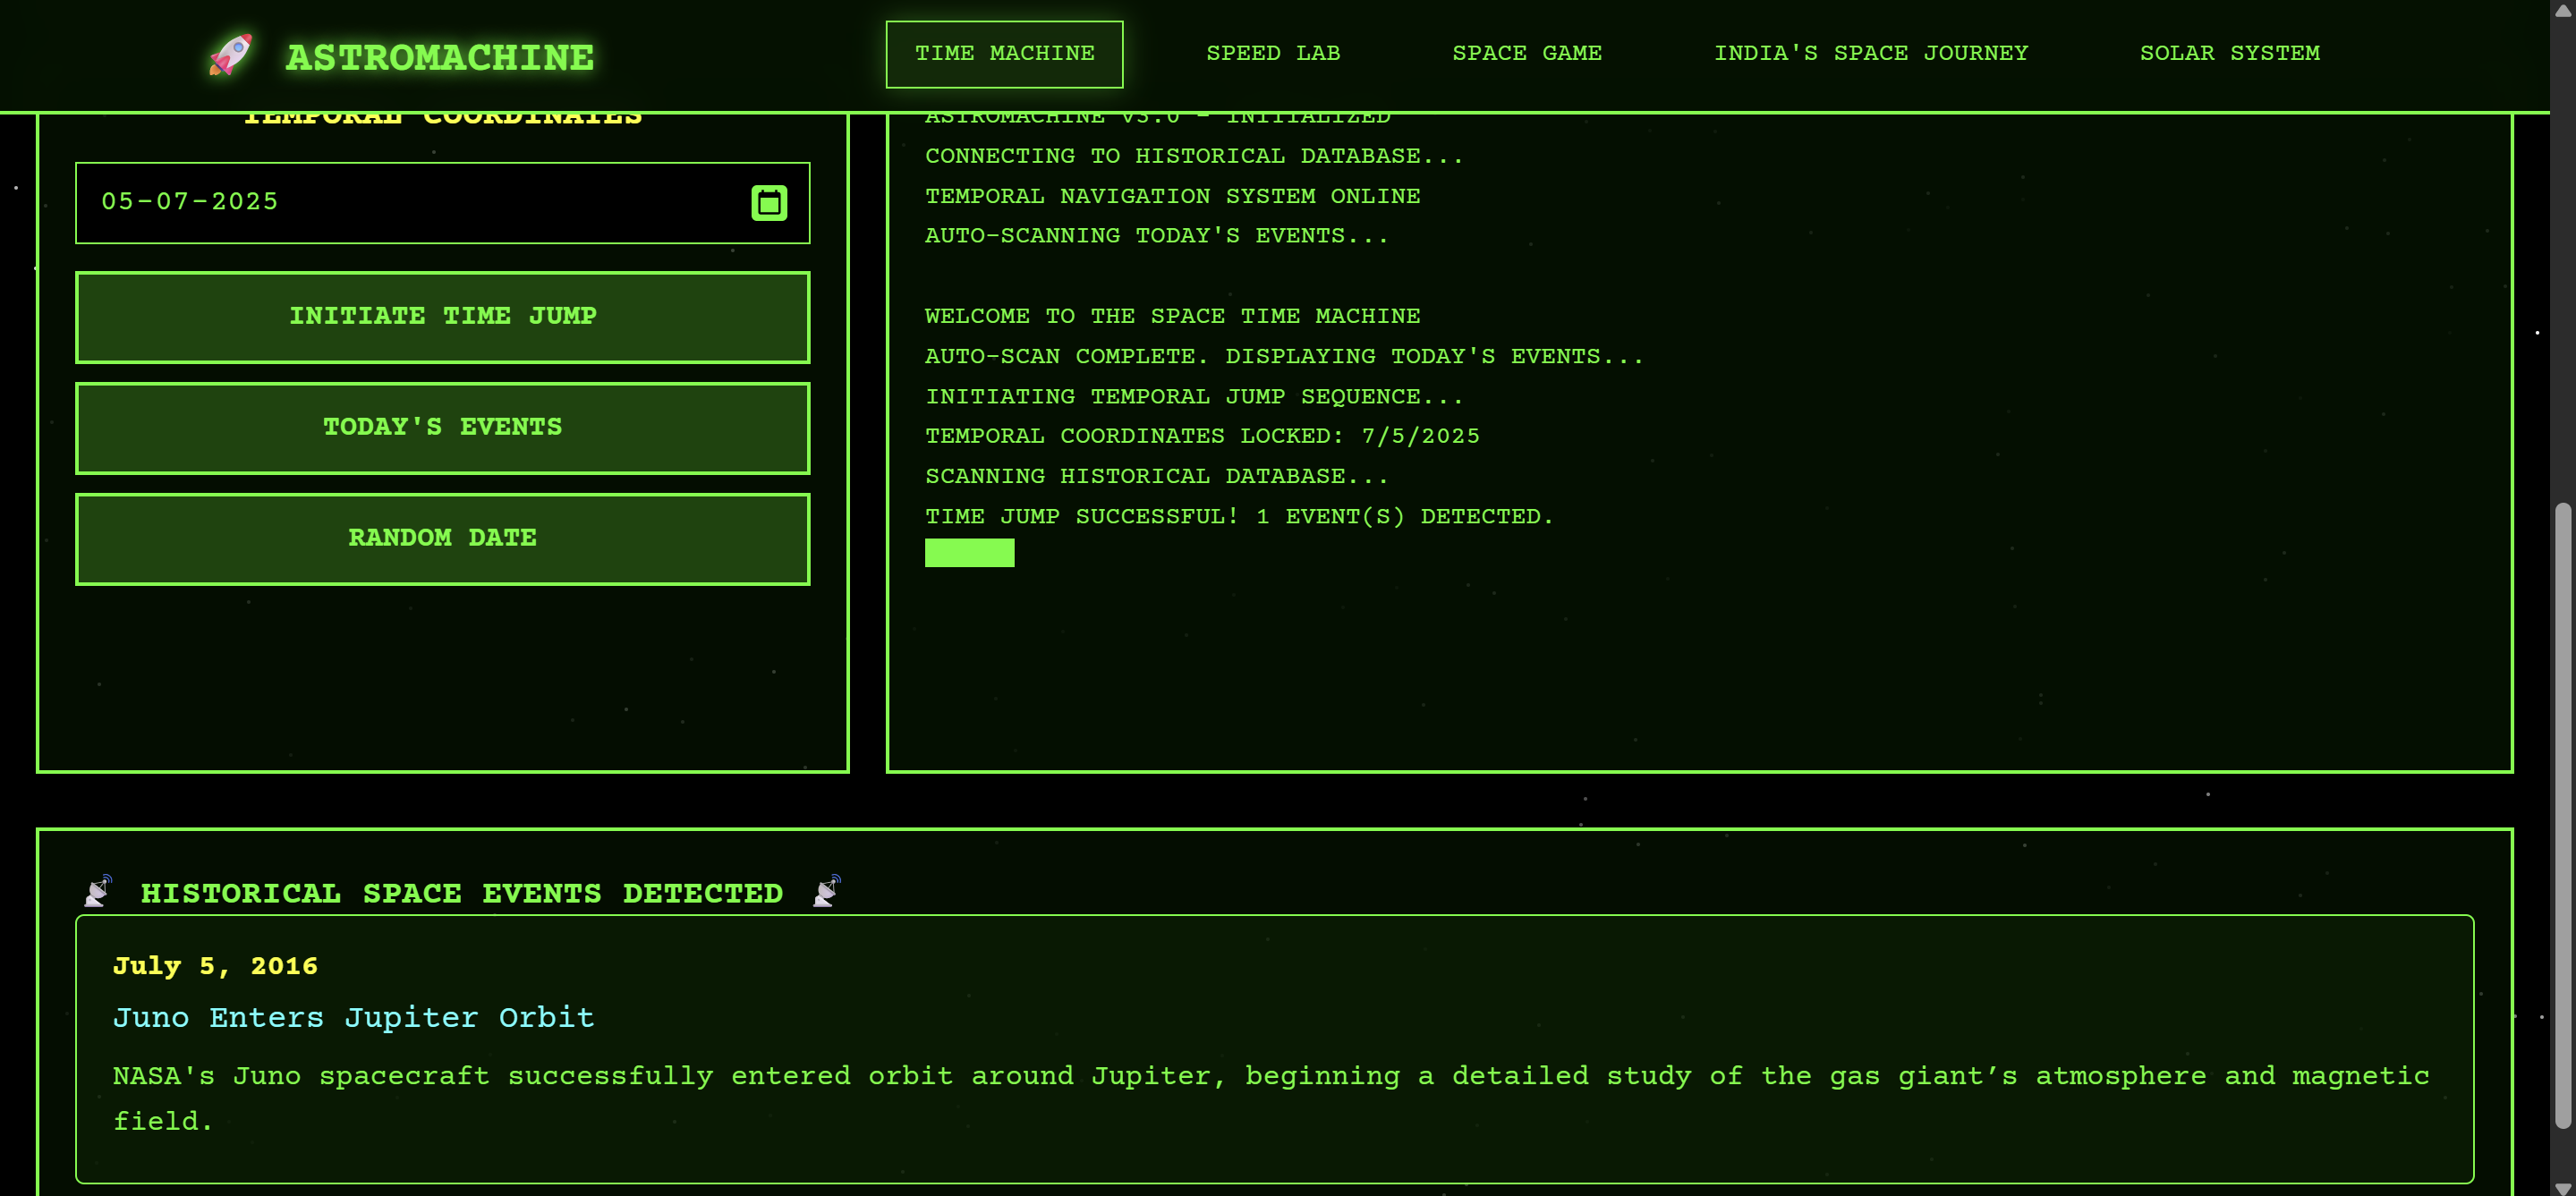 ASTROMACHINE
TIME MACHINE
SPEED LAB
SPACE GAME
INDIA'S SPACE JOURNEY
SOLAR SYSTEM
TEMPORAL COORDINATES
05-07-2025
INITIATE TIME JUMP
TODAY'S EVENTS
RANDOM DATE
ASTROMACHINE v3.0 - INITIALIZED
CONNECTING TO HISTORICAL DATABASE...
TEMPORAL NAVIGATION SYSTEM ONLINE
AUTO-SCANNING TODAY'S EVENTS...
WELCOME TO THE SPACE TIME MACHINE
AUTO-SCAN COMPLETE. DISPLAYING TODAY'S EVENTS...
INITIATING TEMPORAL JUMP SEQUENCE...
TEMPORAL COORDINATES LOCKED: 7/5/2025
SCANNING HISTORICAL DATABASE...
TIME JUMP SUCCESSFUL! 1 EVENT(S) DETECTED.
HISTORICAL SPACE EVENTS DETECTED
July 5, 2016
Juno Enters Jupiter Orbit
NASA's Juno spacecraft successfully entered orbit around Jupiter, beginning a detailed study of the gas giant’s atmosphere and magnetic
field.